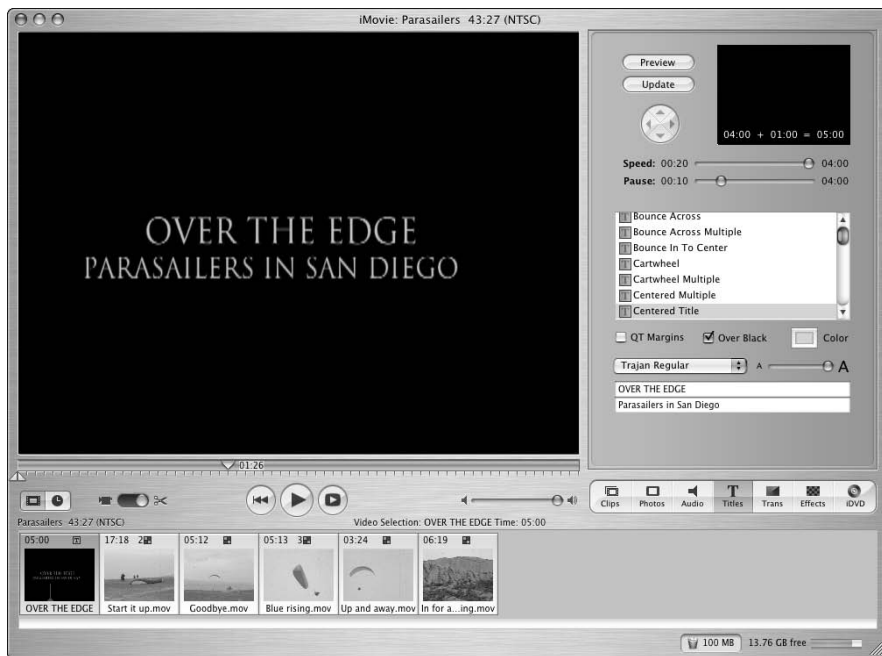 iMovie: Parasailers 43:27 (NTSC)
OVER THE EDGE
PARASAILERS IN SAN DIEGO
01:26
Preview
Update
04:00 + 01:00 = 05:00
Speed: 00:20 04:00
Pause: 00:10 04:00
Bounce Across
Bounce Across Multiple
Bounce In To Center
Cartwheel
Cartwheel Multiple
Centered Multiple
Centered Title
QT Margins Over Black Color
Trajan Regular A A
OVER THE EDGE
Parasailers in San Diego
Clips Photos Audio Titles Trans Effects iDVD
Parasailers 43:27 (NTSC) Video Selection: OVER THE EDGE Time: 05:00
05:00 17:18 2 05:12 05:13 3 03:24 06:19
OVER THE EDGE Start it up.mov Goodbye.mov Blue rising.mov Up and away.mov In for a...ing.mov
100 MB 13.76 GB free